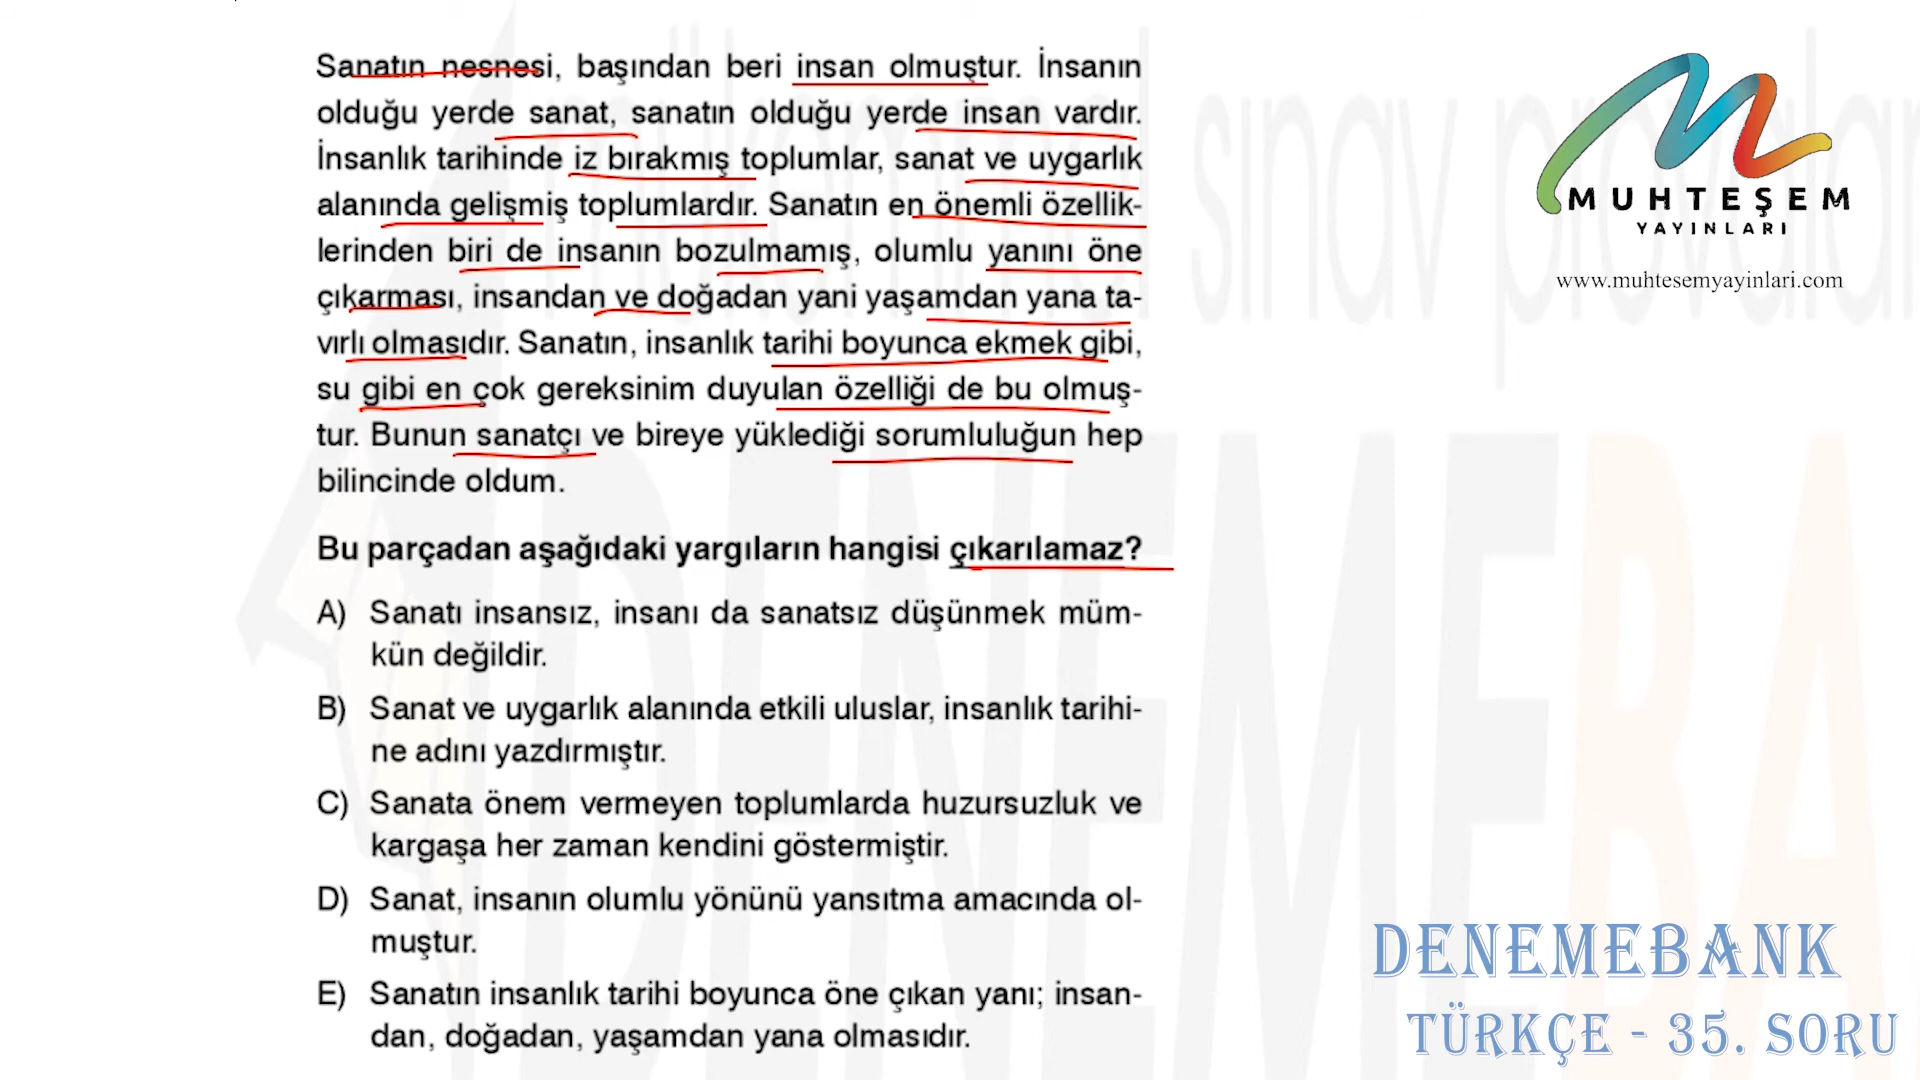 Sanatın nesnesi, başından beri insan olmuştur. İnsanın
olduğu yerde sanat, sanatın olduğu yerde insan vardır.
İnsanlık tarihinde iz bırakmış toplumlar, sanat ve uygarlık
alanında gelişmiş toplumlardır. Sanatın en önemli özellik-
lerinden biri de insanın bozulmamış, olumlu yanını öne
çıkarması, insandan ve doğadan yani yaşamdan yana ta-
vırlı olmasıdır. Sanatın, insanlık tarihi boyunca ekmek gibi,
su gibi en çok gereksinim duyulan özelliği de bu olmuş-
tur. Bunun sanatçı ve bireye yüklediği sorumluluğun hep
bilincinde oldum.
Bu parçadan aşağıdaki yargıların hangisi çıkarılamaz?
A) Sanatı insansız, insanı da sanatsız düşünmek müm-
kün değildir.
B) Sanat ve uygarlık alanında etkili uluslar, insanlık tarihi-
ne adını yazdırmıştır.
C) Sanata önem vermeyen toplumlarda huzursuzluk ve
kargaşa her zaman kendini göstermiştir.
D) Sanat, insanın olumlu yönünü yansıtma amacında ol-
muştur.
E) Sanatın insanlık tarihi boyunca öne çıkan yanı; insan-
dan, doğadan, yaşamdan yana olmasıdır.
MUHTEŞEM
YAYINLARI
www.muhtesemyayinlari.com
DENEMEBANK
TÜRKÇE - 35. SORU
sınav provaları
DENEMEBA